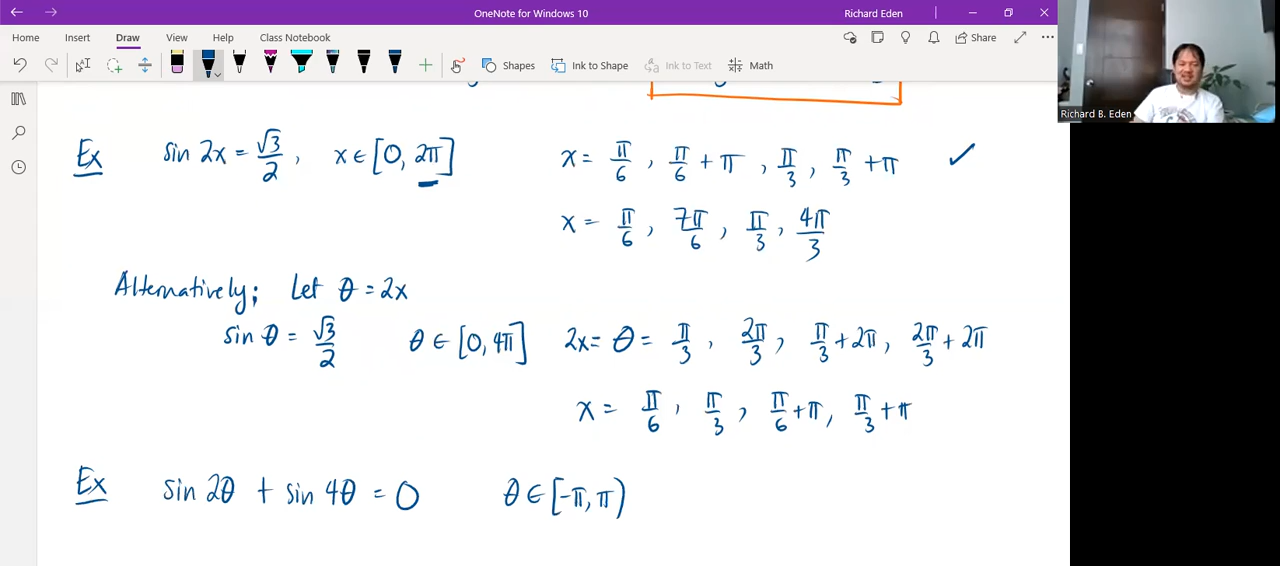 OneNote for Windows 10
Richard Eden
Home Insert Draw View Help Class Notebook
Share
Shapes Ink to Shape Ink to Text Math
Richard B. Eden
Ex sin 2x = √3/2, x ∈ [0, 2π] x = π/6, π/6 + π, π/3, π/3 + π ✓
x = π/6, 7π/6, π/3, 4π/3
Alternatively; Let θ = 2x
sin θ = √3/2 θ ∈ [0, 4π] 2x = θ = π/3, 2π/3, π/3 + 2π, 2π/3 + 2π
x = π/6, π/3, π/6 + π, π/3 + π
Ex sin 2θ + sin 4θ = 0 θ ∈ [-π, π)